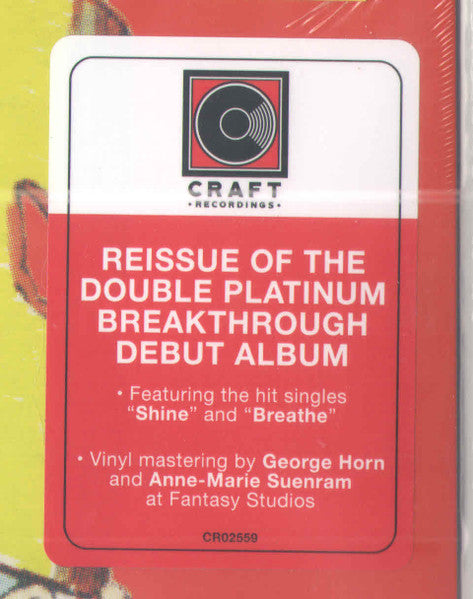 CRAFT
• RECORDINGS •
REISSUE OF THE
DOUBLE PLATINUM
BREAKTHROUGH
DEBUT ALBUM
• Featuring the hit singles
“Shine” and “Breathe”
• Vinyl mastering by George Horn
and Anne-Marie Suenram
at Fantasy Studios
CR02559